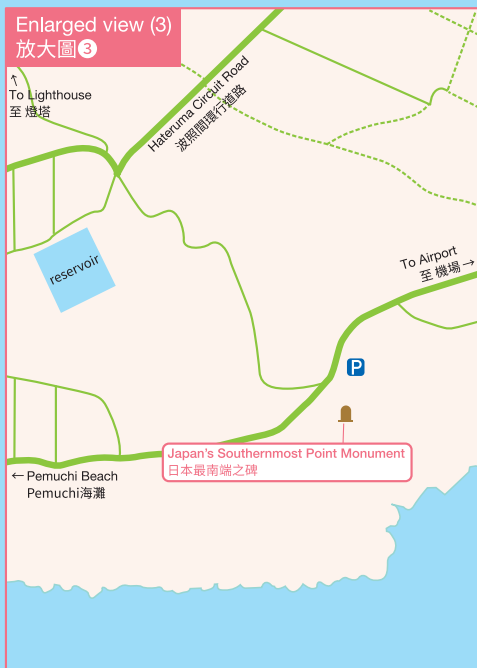 Enlarged view (3)
放大圖❸
↑
To Lighthouse
至 燈塔
Hateruma Circuit Road
波照間環行道路
reservoir
To Airport
至 機場 →
P
Japan's Southernmost Point Monument
日本最南端之碑
← Pemuchi Beach
Pemuchi海灘